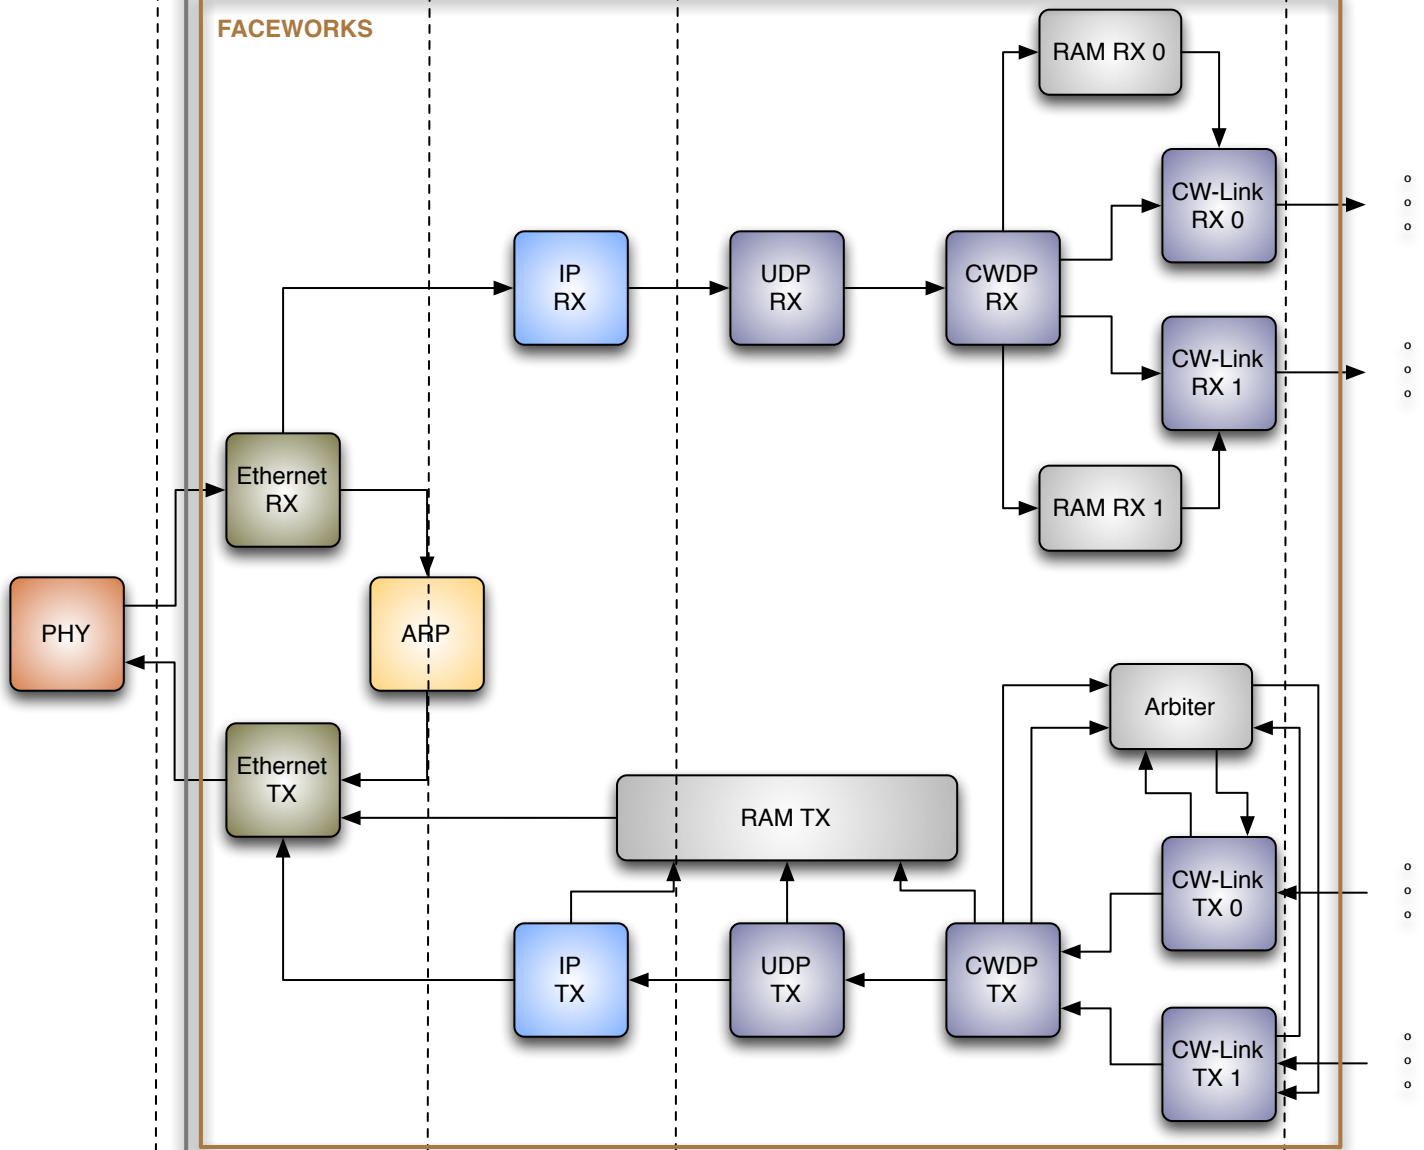 FACEWORKS
RAM RX 0
CW-Link
RX 0
IP
RX
UDP
RX
CWDP
RX
CW-Link
RX 1
Ethernet
RX
RAM RX 1
PHY
ARP
Arbiter
Ethernet
TX
RAM TX
CW-Link
TX 0
IP
TX
UDP
TX
CWDP
TX
CW-Link
TX 1